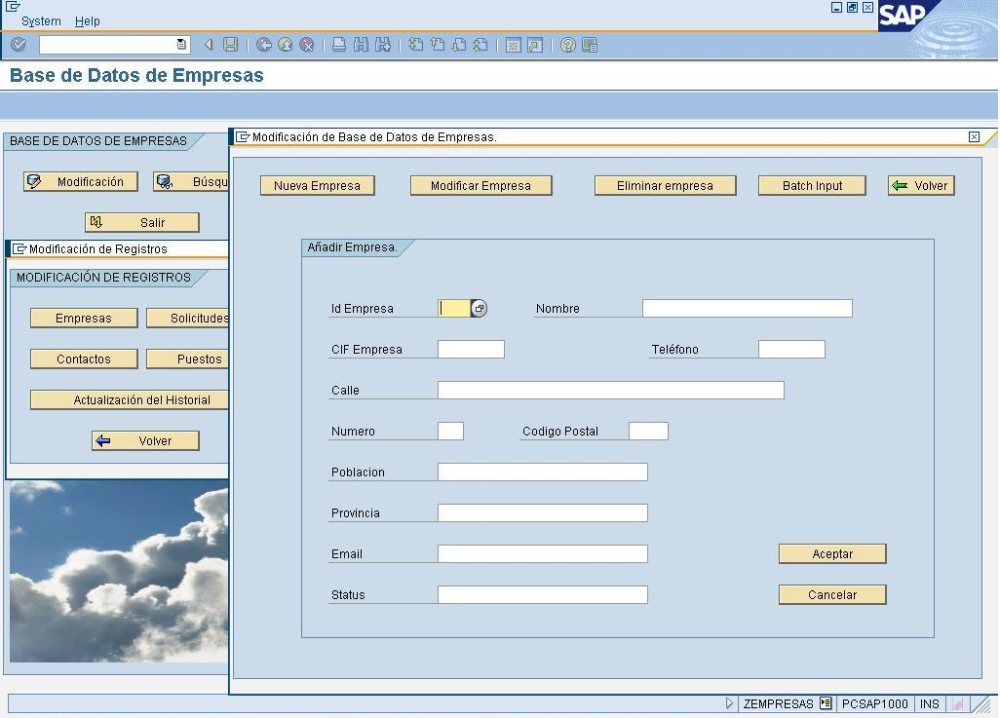 System Help
SAP
Base de Datos de Empresas
BASE DE DATOS DE EMPRESAS
Modificación Búsqu
Salir
Modificación de Registros
MODIFICACIÓN DE REGISTROS
Empresas Solicitudes
Contactos Puestos
Actualización del Historial
Volver
Modificación de Base de Datos de Empresas.
Nueva Empresa Modificar Empresa Eliminar empresa Batch Input Volver
Añadir Empresa.
Id Empresa Nombre
CIF Empresa Teléfono
Calle
Numero Codigo Postal
Poblacion
Provincia
Email Aceptar
Status Cancelar
ZEMPRESAS PCSAP1000 INS